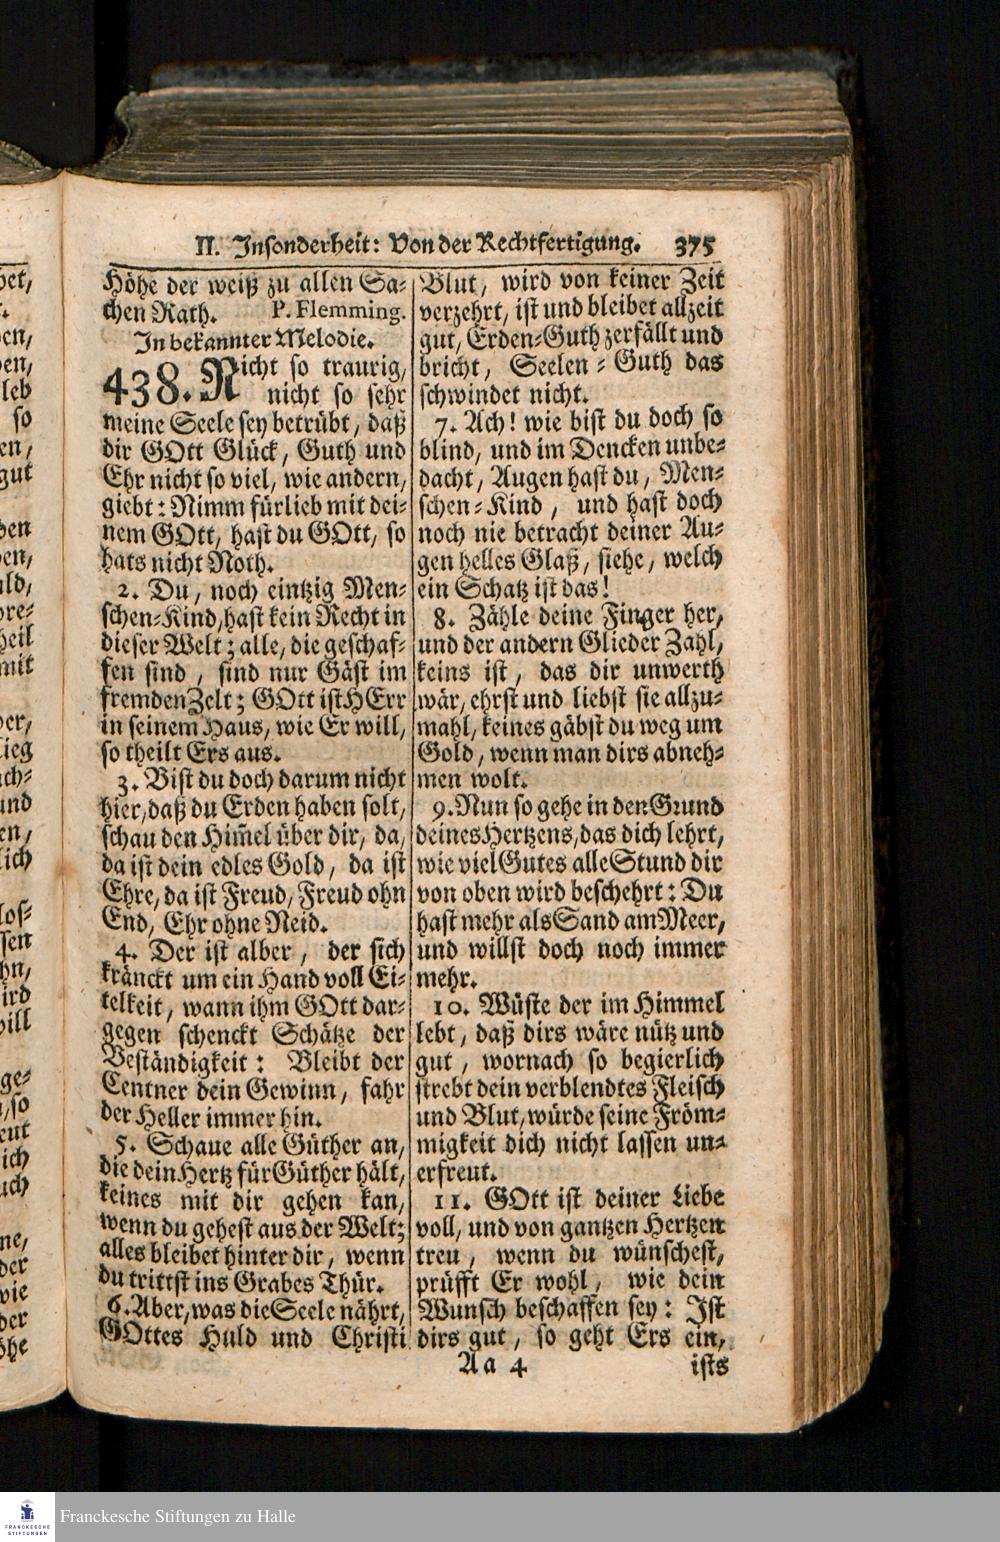 II. Insonderheit: Von der Rechtfertigung. 375
Höhe der weiß zu allen Sa-
chen Rath. P. Flemming.
In bekannter Melodie.
438. Nicht so traurig,
nicht so sehr
meine Seele sey betrübt, daß
dir GOtt Glück, Guth und
Ehr nicht so viel, wie andern,
giebt: Nimm fürlieb mit dei-
nem GOtt, hast du GOtt, so
hats nicht Noth.
2. Du, noch eintzig Men-
schen-Kind, hast kein Recht in
dieser Welt; alle, die geschaf-
fen sind, sind nur Gäst im
fremden Zelt; GOtt ist HErr
in seinem Haus, wie Er will,
so theilt Ers aus.
3. Bist du doch darum nicht
hier, daß du Erden haben solt,
schau den Him̃el über dir, da,
da ist dein edles Gold, da ist
Ehre, da ist Freud, Freud ohn
End, Ehr ohne Neid.
4. Der ist alber, der sich
kränckt um ein Hand voll Ei-
telkeit, wann ihm GOtt dar-
gegen schenckt Schätze der
Beständigkeit: Bleibt der
Centner dein Gewinn, fahr
der Heller immer hin.
5. Schaue alle Güther an,
die dein Hertz für Güther hält,
keines mit dir gehen kan,
wenn du gehest aus der Welt;
alles bleibet hinter dir, wenn
du trittst ins Grabes Thür.
6. Aber, was die Seele nährt,
GOttes Huld und Christi
Blut, wird von keiner Zeit
verzehrt, ist und bleibet allzeit
gut, Erden-Guth zerfällt und
bricht, Seelen-Guth das
schwindet nicht.
7. Ach! wie bist du doch so
blind, und im Dencken unbe-
dacht, Augen hast du, Men-
schen-Kind, und hast doch
noch nie betracht deiner Au-
gen helles Glaß, siehe, welch
ein Schatz ist das!
8. Zähle deine Finger her,
und der andern Glieder Zahl,
keins ist, das dir unwerth
wär, ehrst und liebst sie allzu-
mahl, keines gäbst du weg um
Gold, wenn man dirs abneh-
men wolt.
9. Nun so gehe in den Grund
deines Hertzens, das dich lehrt,
wie viel Gutes alle Stund dir
von oben wird beschehrt: Du
hast mehr als Sand am Meer,
und willst doch noch immer
mehr.
10. Wüste der im Himmel
lebt, daß dirs wäre nütz und
gut, wornach so begierlich
strebt dein verblendtes Fleisch
und Blut, würde seine Fröm-
migkeit dich nicht lassen un-
erfreut.
11. GOtt ist deiner Liebe
voll, und von gantzen Hertzen
treu, wenn du wünschest,
prüfft Er wohl, wie dein
Wunsch beschaffen sey: Ist
dirs gut, so geht Ers ein,
Aa 4 ists
FRANCKESCHE
STIFTUNGEN
Franckesche Stiftungen zu Halle